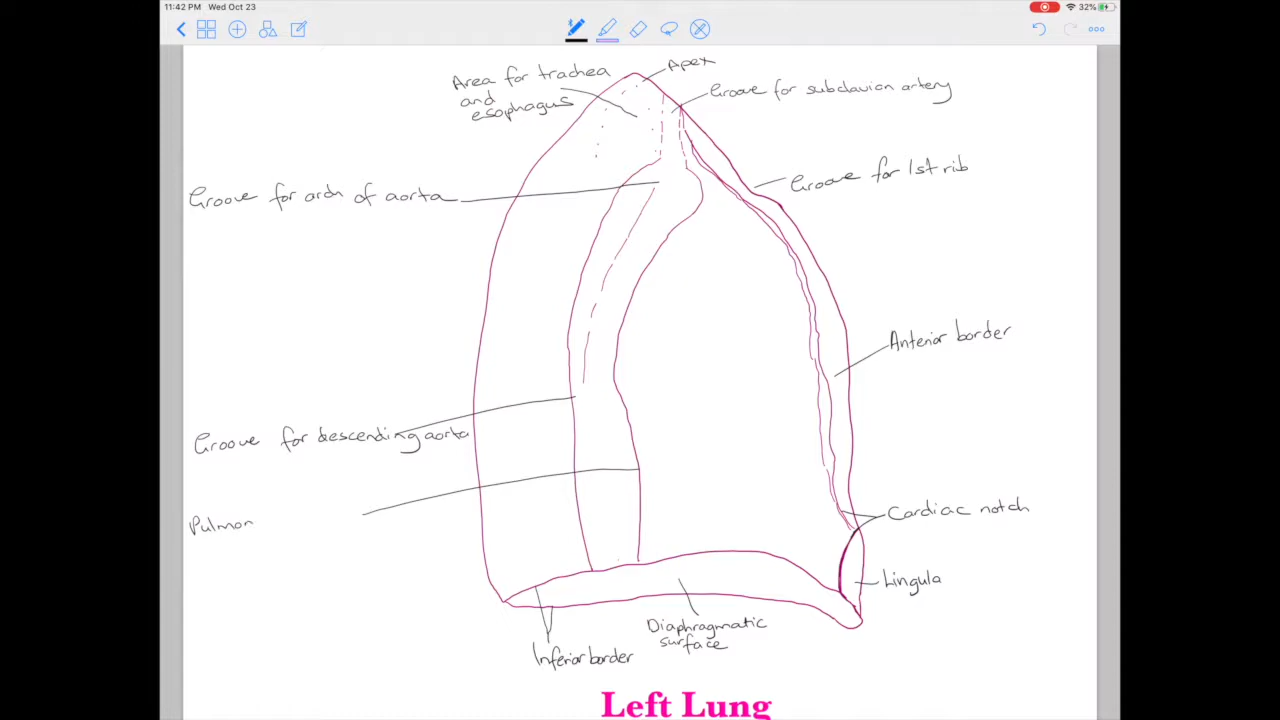 11:42 PM Wed Oct 23
32%
Apex
Area for trachea
and
esophagus
Groove for subclavian artery
Groove for 1st rib
Groove for arch of aorta
Anterior border
Groove for descending aorta
Cardiac notch
Pulmon
Lingula
Diaphragmatic
surface
Inferior border
Left Lung